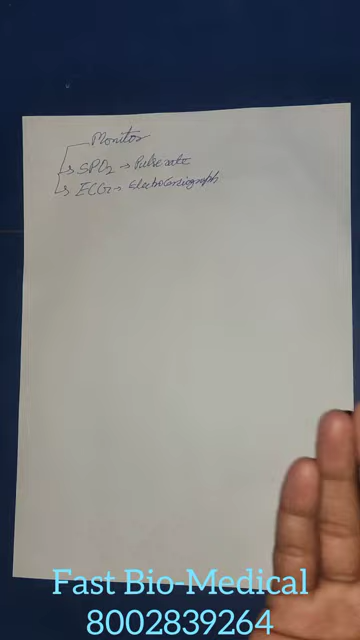 Monitor
→ SPO2 → Pulse rate
→ ECG → Electrocardiograph
Fast Bio-Medical
8002839264